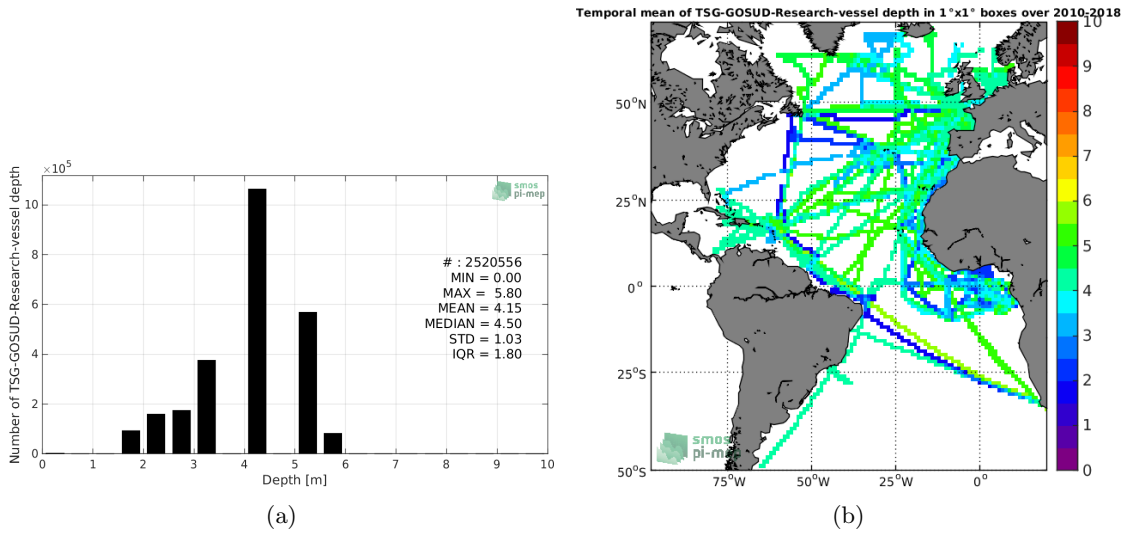 Temporal mean of TSG-GOSUD-Research-vessel depth in 1°x1° boxes over 2010-2018
Number of TSG-GOSUD-Research-vessel depth
×10⁵
10
8
6
4
2
0
smos
pi-mep
# : 2520556
MIN = 0.00
MAX = 5.80
MEAN = 4.15
MEDIAN = 4.50
STD = 1.03
IQR = 1.80
0 1 2 3 4 5 6 7 8 9 10
Depth [m]
(a)
50°N
25°N
0°
25°S
50°S
75°W 50°W 25°W 0°
smos
pi-mep
10
9
8
7
6
5
4
3
2
1
0
(b)